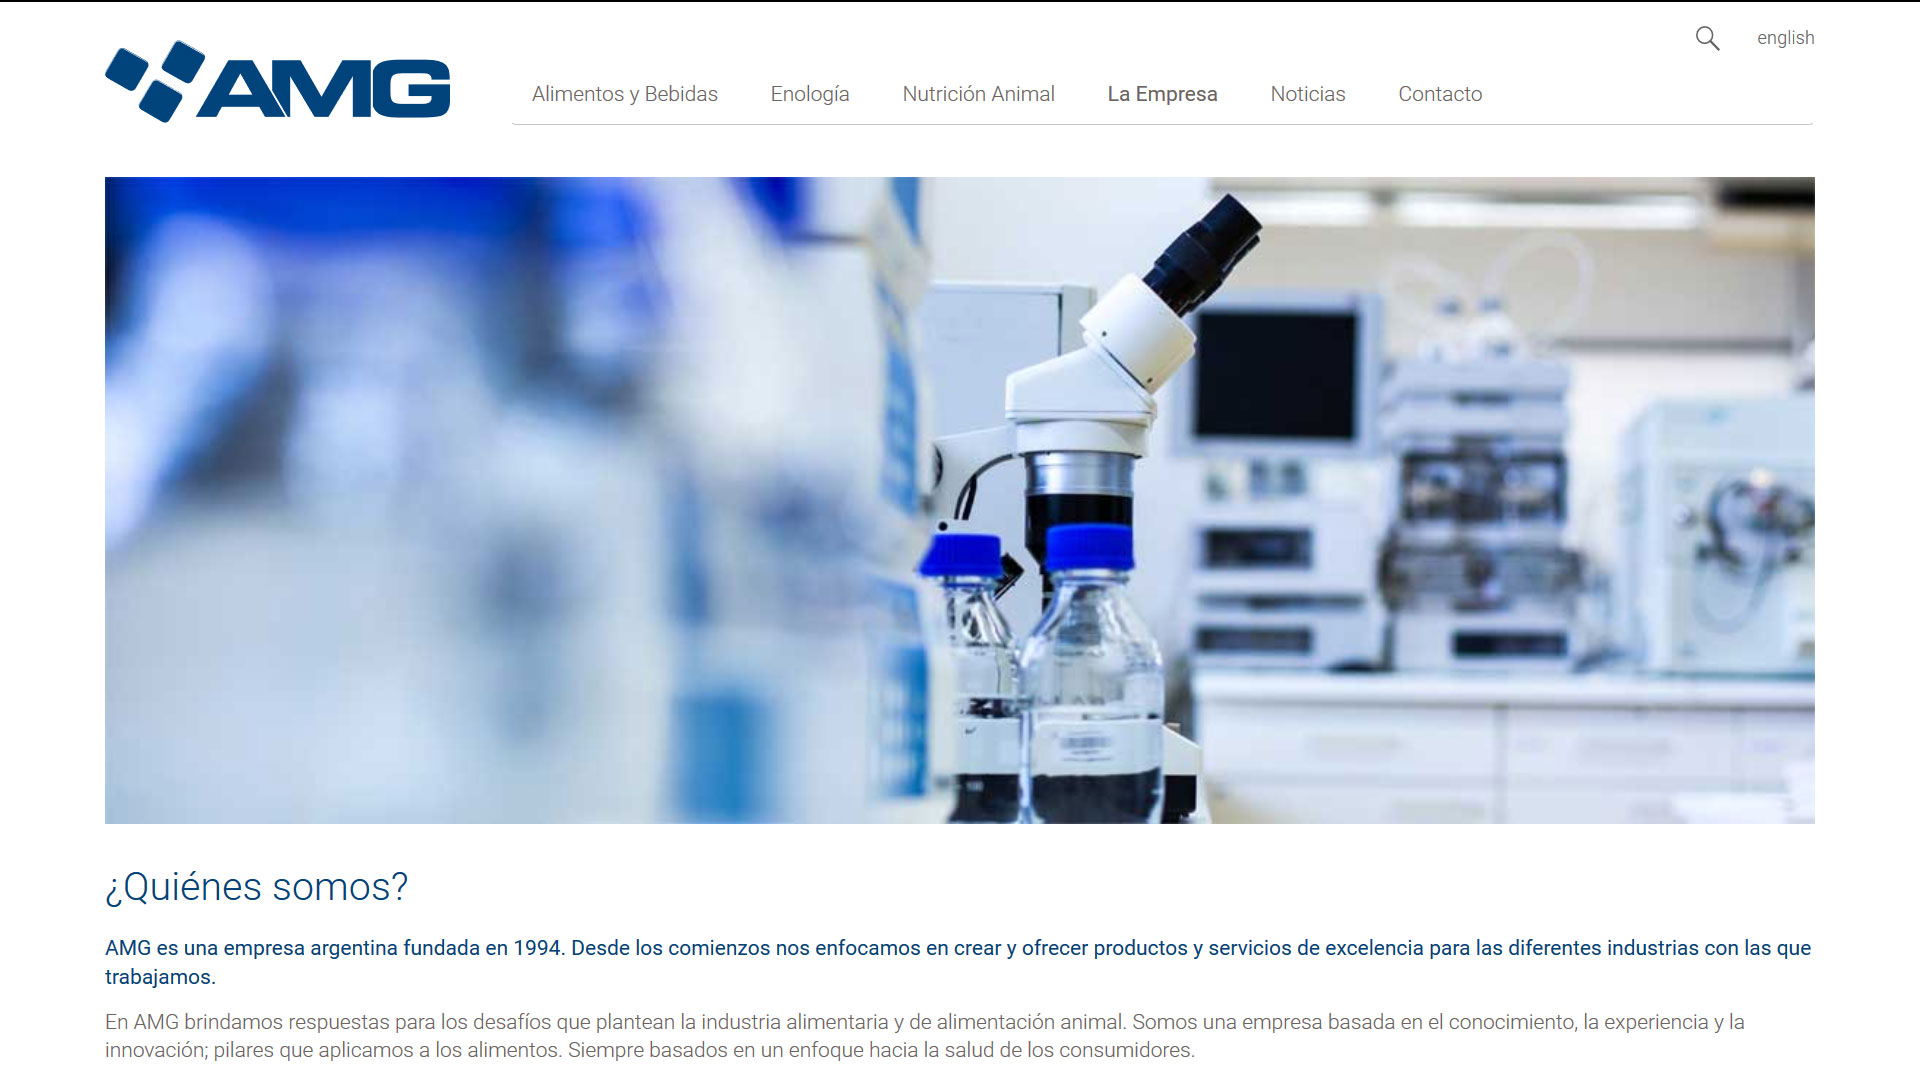 AMG
english
Alimentos y Bebidas
Enología
Nutrición Animal
La Empresa
Noticias
Contacto
¿Quiénes somos?
AMG es una empresa argentina fundada en 1994. Desde los comienzos nos enfocamos en crear y ofrecer productos y servicios de excelencia para las diferentes industrias con las que
trabajamos.
En AMG brindamos respuestas para los desafíos que plantean la industria alimentaria y de alimentación animal. Somos una empresa basada en el conocimiento, la experiencia y la
innovación; pilares que aplicamos a los alimentos. Siempre basados en un enfoque hacia la salud de los consumidores.